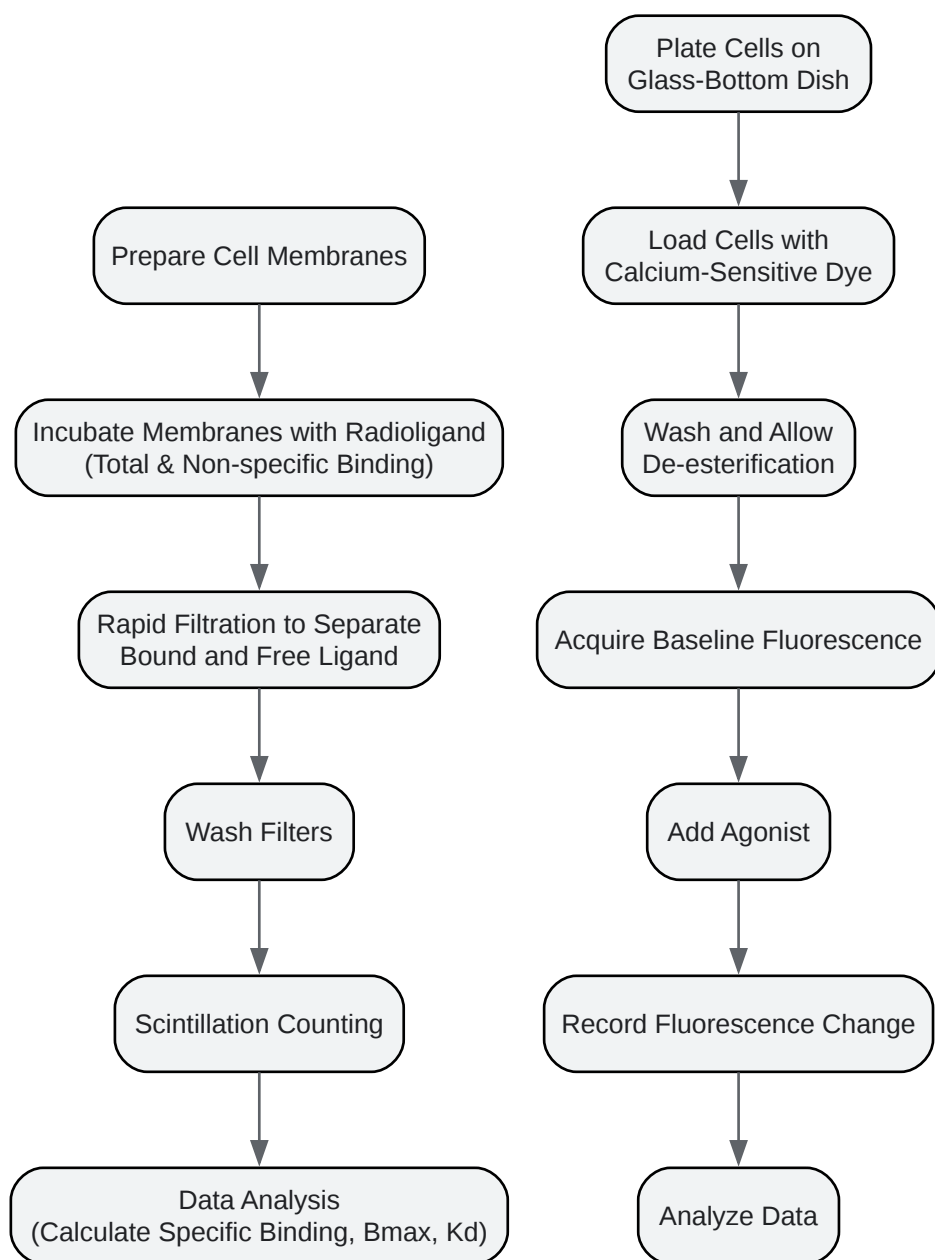 Prepare Cell Membranes
Incubate Membranes with Radioligand
(Total & Non-specific Binding)
Rapid Filtration to Separate
Bound and Free Ligand
Wash Filters
Scintillation Counting
Data Analysis
(Calculate Specific Binding, Bmax, Kd)
Plate Cells on
Glass-Bottom Dish
Load Cells with
Calcium-Sensitive Dye
Wash and Allow
De-esterification
Acquire Baseline Fluorescence
Add Agonist
Record Fluorescence Change
Analyze Data